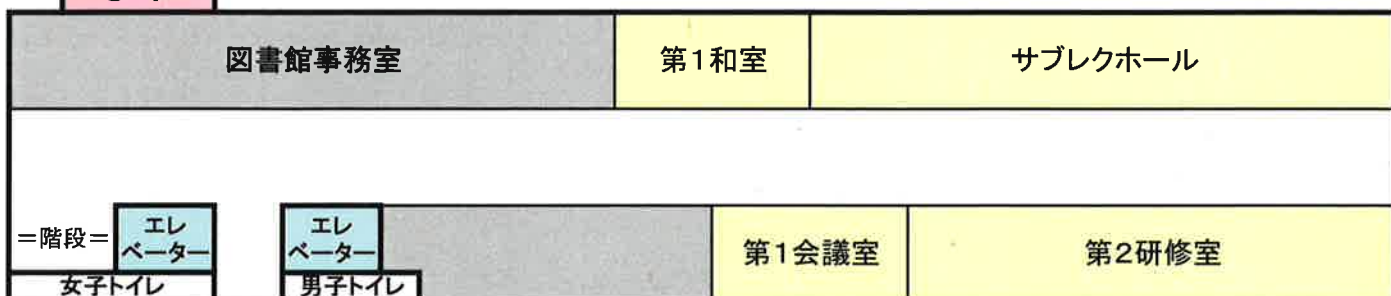 図書館事務室
第1和室
サブレクホール
=階段=
エレ
ベーター
エレ
ベーター
第1会議室
第2研修室
女子トイレ
男子トイレ